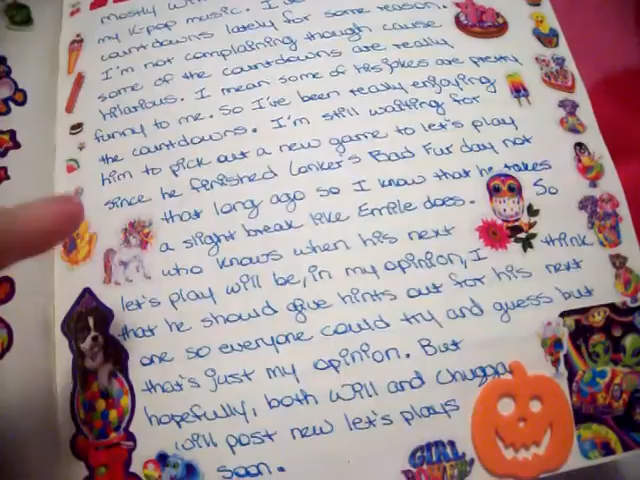 mostly
my K-pop music. I've
countdowns lately for some reason.
I'm not complaining though cause
some of the countdowns are really
hilarious. I mean some of his jokes are pretty
funny to me. So I've been really enjoying
the countdowns. I'm still waiting for
him to pick out a new game to let's play
since he finished Conker's Bad Fur day not
that long ago so I know that he takes
a slight break like Emile does. So
who knows when his next
let's play will be, in my opinion, I think
that he should give hints out for his next
one so everyone could try and guess but
that's just my opinion. But
hopefully, both Will and Chugga
will post new let's plays
soon.
GIRL
POWER